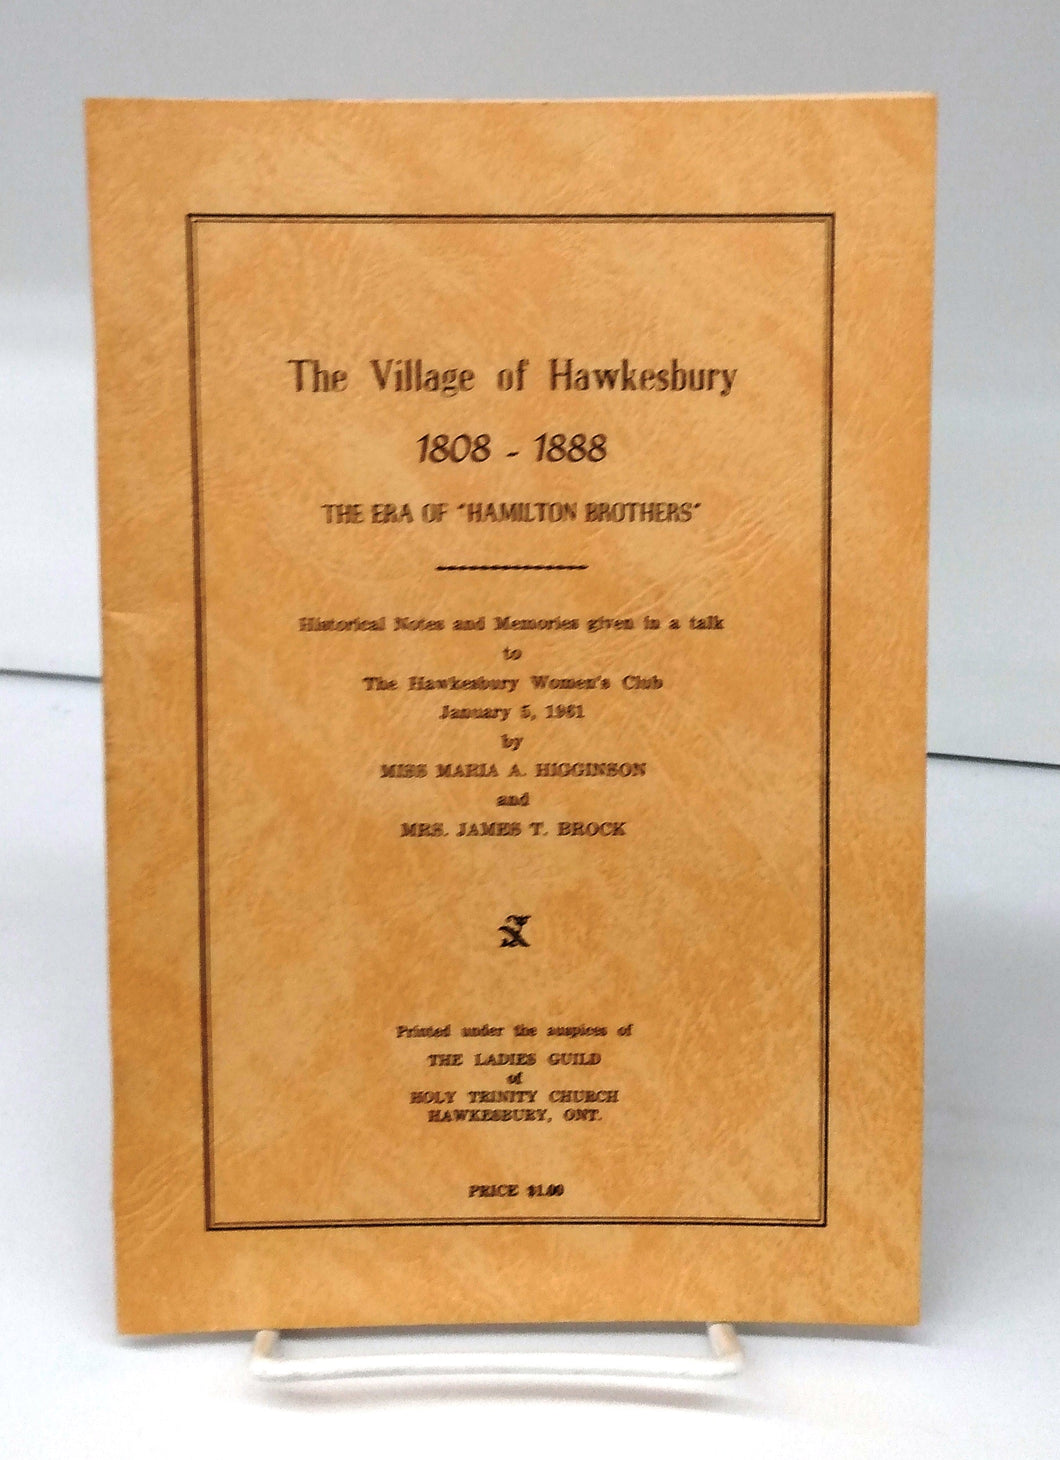 The Village of Hawkesbury
1808 - 1888
THE ERA OF "HAMILTON BROTHERS"
Historical Notes and Memories given in a talk
to
The Hawkesbury Women's Club
January 5, 1961
by
MISS MARIA A. HIGGINSON
and
MRS. JAMES T. BROCK
Printed under the auspices of
THE LADIES GUILD
of
HOLY TRINITY CHURCH
HAWKESBURY, ONT.
PRICE $1.00